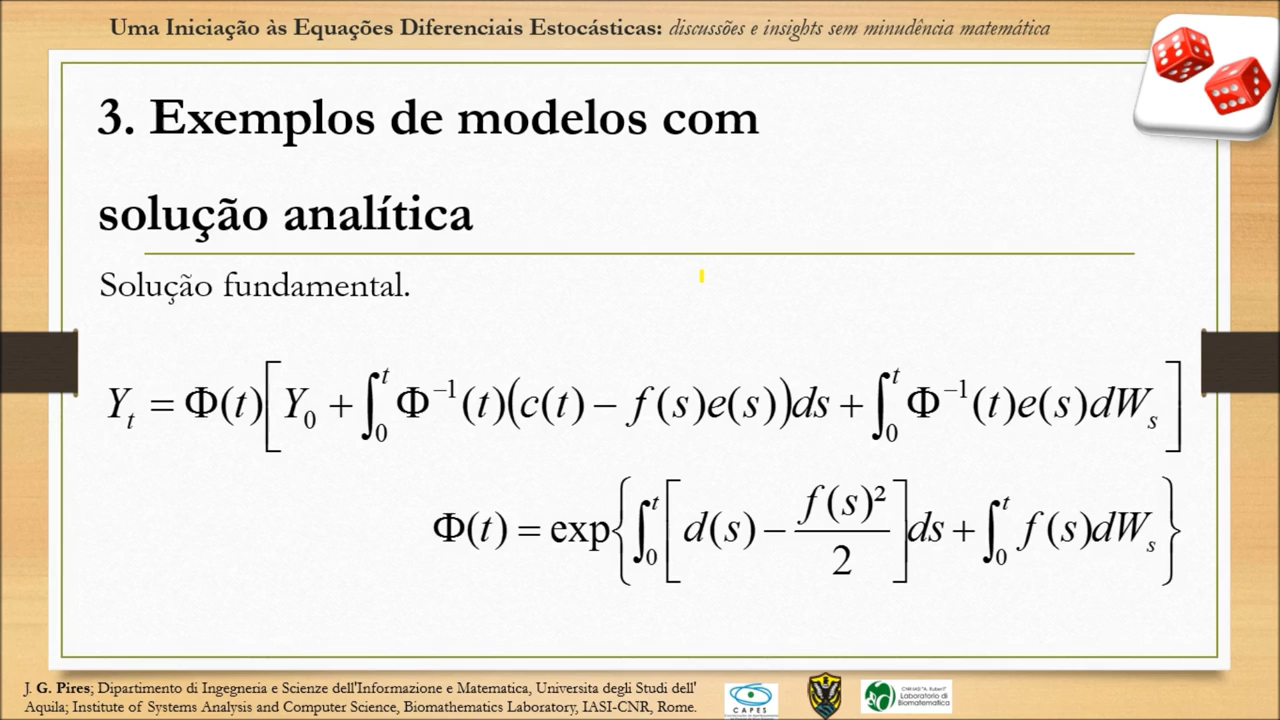 Uma Iniciação às Equações Diferenciais Estocásticas: discussões e insights sem minudência matemática
3. Exemplos de modelos com
solução analítica
Solução fundamental.
Y_t = Φ(t)[Y_0 + ∫_0^t Φ^{-1}(t)(c(t) − f(s)e(s))ds + ∫_0^t Φ^{-1}(t)e(s)dW_s]
Φ(t) = exp{∫_0^t [d(s) − f(s)²/2]ds + ∫_0^t f(s)dW_s}
J. G. Pires; Dipartimento di Ingegneria e Scienze dell'Informazione e Matematica, Universita degli Studi dell'
Aquila; Institute of System Analysis and Computer Science, Biomathematics Laboratory, IASI-CNR, Rome.
CAPES
Laboratorio di
Biomatematica